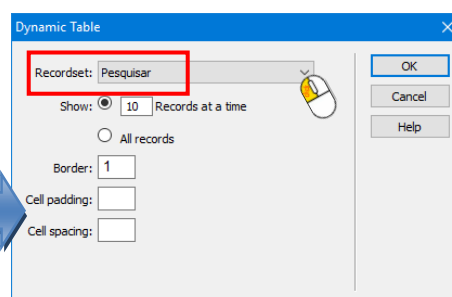 Dynamic Table
Recordset: Pesquisar
OK
Show: 10 Records at a time
Cancel
All records
Help
Border: 1
Cell padding:
Cell spacing: